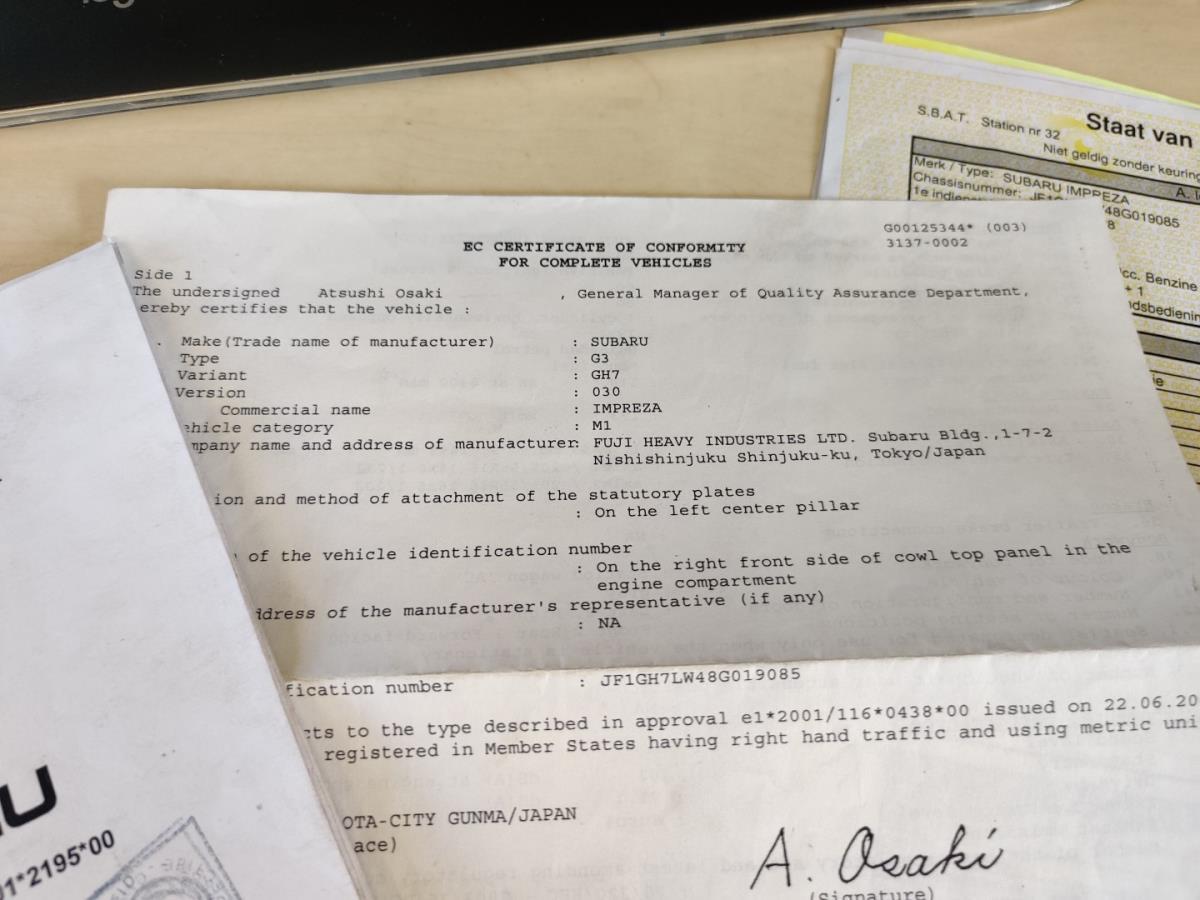 S.B.A.T. Station nr 32
Staat van
Niet geldig zonder keuring
Merk / Type: SUBARU IMPREZA
A.
Chassisnummer: JF1G
48G019085
1e indienst
8
cc. Benzine
+ 1
ndsbedienin
G00125344* (003)
3137-0002
EC CERTIFICATE OF CONFORMITY
FOR COMPLETE VEHICLES
Side 1
The undersigned Atsushi Osaki , General Manager of Quality Assurance Department,
ereby certifies that the vehicle :
. Make(Trade name of manufacturer) : SUBARU
Type : G3
Variant : GH7
Version : 030
Commercial name : IMPREZA
ehicle category : M1
mpany name and address of manufacturer: FUJI HEAVY INDUSTRIES LTD. Subaru Bldg.,1-7-2
Nishishinjuku Shinjuku-ku, Tokyo/Japan
ion and method of attachment of the statutory plates
: On the left center pillar
of the vehicle identification number
: On the right front side of cowl top panel in the
engine compartment
ddress of the manufacturer's representative (if any)
: NA
fication number : JF1GH7LW48G019085
cts to the type described in approval e1*2001/116*0438*00 issued on 22.06.20
registered in Member States having right hand traffic and using metric uni
OTA-CITY GUNMA/JAPAN
ace)
A. Osaki
(Signature)
U
01*2195*00